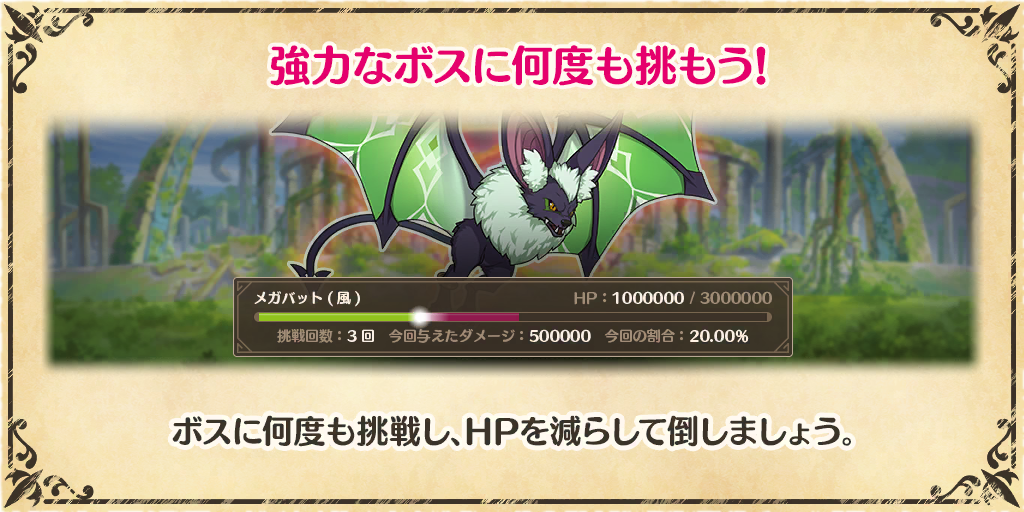 強力なボスに何度も挑もう!
メガバット(風) HP:1000000 / 3000000
挑戦回数:3回 今回与えたダメージ:500000 今回の割合:20.00%
ボスに何度も挑戦し、HPを減らして倒しましょう。